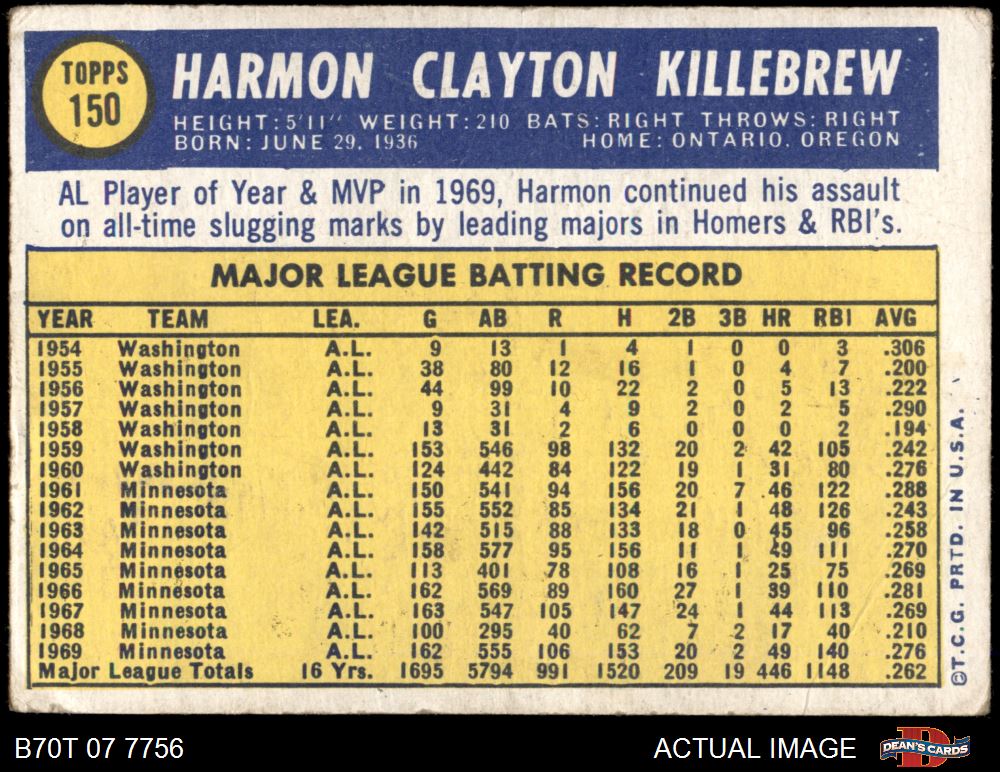 TOPPS
150
HARMON CLAYTON KILLEBREW
HEIGHT: 5'11" WEIGHT: 210 BATS: RIGHT THROWS: RIGHT
BORN: JUNE 29, 1936 HOME: ONTARIO, OREGON
AL Player of Year & MVP in 1969, Harmon continued his assault
on all-time slugging marks by leading majors in Homers & RBI's.
MAJOR LEAGUE BATTING RECORD
YEAR TEAM LEA. G AB R H 2B 3B HR RBI AVG
1954 Washington A.L. 9 13 1 4 1 0 0 3 .306
1955 Washington A.L. 38 80 12 16 1 0 4 7 .200
1956 Washington A.L. 44 99 10 22 2 0 5 13 .222
1957 Washington A.L. 9 31 4 9 2 0 2 5 .290
1958 Washington A.L. 13 31 2 6 0 0 0 2 .194
1959 Washington A.L. 153 546 98 132 20 2 42 105 .242
1960 Washington A.L. 124 442 84 122 19 1 31 80 .276
1961 Minnesota A.L. 150 541 94 156 20 7 46 122 .288
1962 Minnesota A.L. 155 552 85 134 21 1 48 126 .243
1963 Minnesota A.L. 142 515 88 133 18 0 45 96 .258
1964 Minnesota A.L. 158 577 95 156 11 1 49 111 .270
1965 Minnesota A.L. 113 401 78 108 16 1 25 75 .269
1966 Minnesota A.L. 162 569 89 160 27 1 39 110 .281
1967 Minnesota A.L. 163 547 105 147 24 1 44 113 .269
1968 Minnesota A.L. 100 295 40 62 7 2 17 40 .210
1969 Minnesota A.L. 162 555 106 153 20 2 49 140 .276
Major League Totals 16 Yrs. 1695 5794 991 1520 209 19 446 1148 .262
©T.C.G. PRTD. IN U.S.A.
B70T 07 7756 ACTUAL IMAGE
DEAN'S CARDS